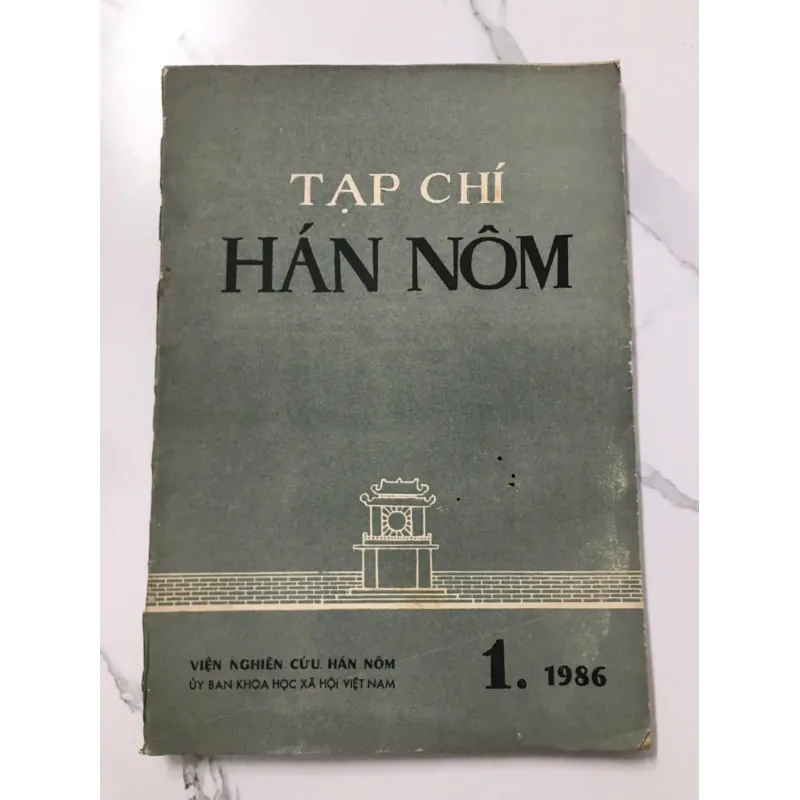 TẠP CHÍ
HÁN NÔM
VIỆN NGHIÊN CỨU HÁN NÔM
ỦY BAN KHOA HỌC XÃ HỘI VIỆT NAM
1. 1986